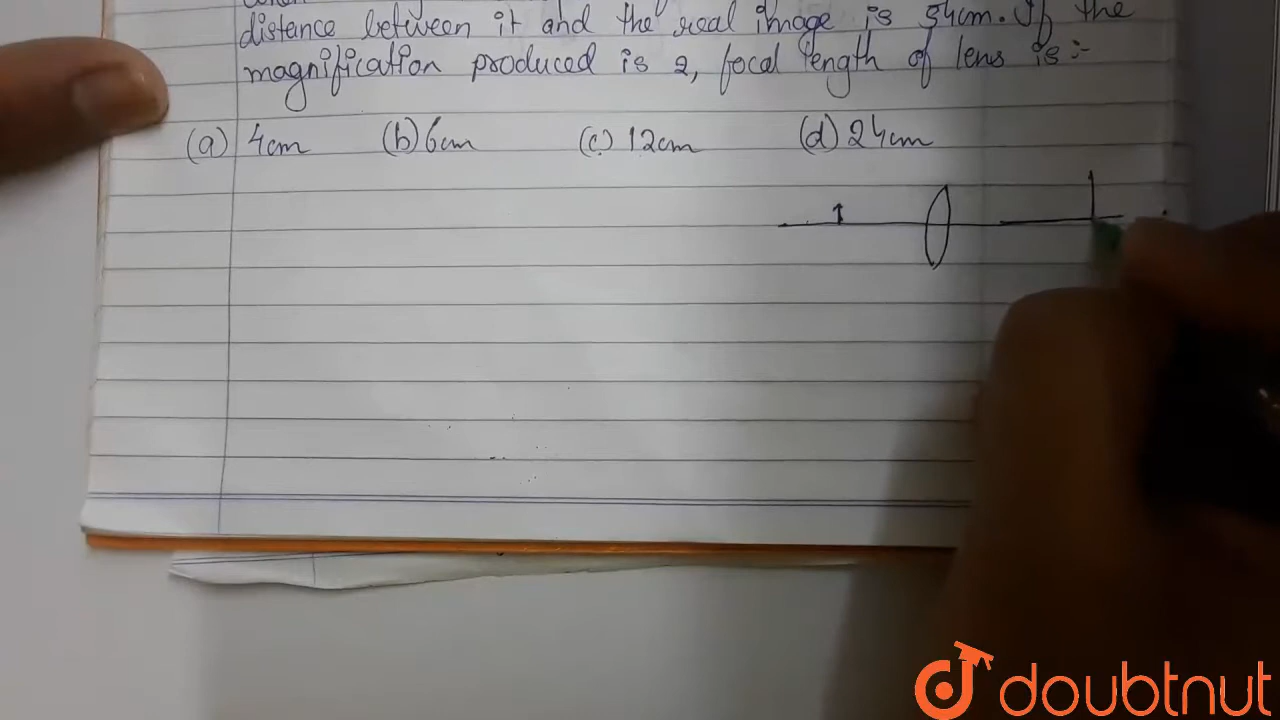 when
distance between it and the real image is 54cm. If the
magnification produced is 2, focal length of lens is :-
(a) 4cm (b) 6cm (c) 12cm (d) 24cm
doubtnut